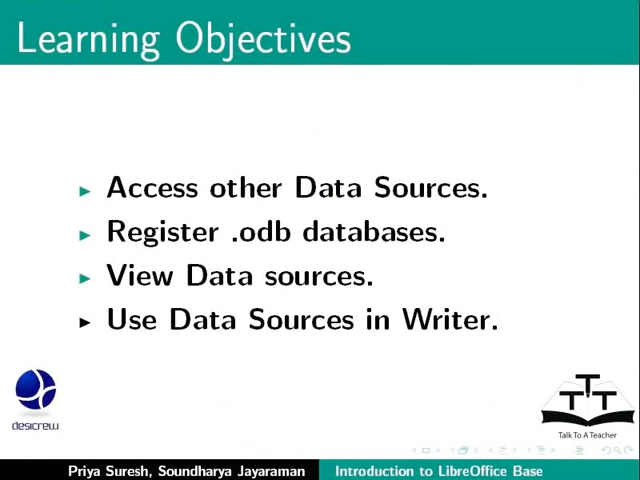 Learning Objectives
Access other Data Sources.
Register .odb databases.
View Data sources.
Use Data Sources in Writer.
desicrew
TTT
Talk To A Teacher
Priya Suresh, Soundharya Jayaraman
Introduction to LibreOffice Base